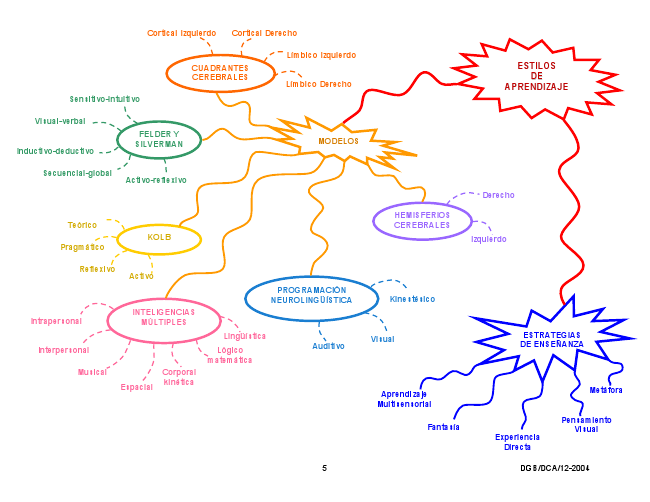 Cortical Izquierdo
Cortical Derecho
Límbico Izquierdo
Límbico Derecho
CUADRANTES
CEREBRALES
ESTILOS
DE
APRENDIZAJE
Sensitivo-intuitivo
Visual-verbal
Inductivo-deductivo
Secuencial-global
Activo-reflexivo
FELDER Y
SILVERMAN
MODELOS
Derecho
Izquierdo
HEMISFERIOS
CEREBRALES
Teórico
Pragmático
Reflexivo
Activo
KOLB
PROGRAMACIÓN
NEUROLINGÜÍSTICA
Kinestésico
Visual
Auditivo
INTELIGENCIAS
MÚLTIPLES
Intrapersonal
Interpersonal
Musical
Espacial
Corporal
kinética
Lógico
matemática
Lingüística
ESTRATEGIAS
DE ENSEÑANZA
Aprendizaje
Multisensorial
Fantasía
Experiencia
Directa
Pensamiento
Visual
Metáfora
5
DGB/DCA/12-2004